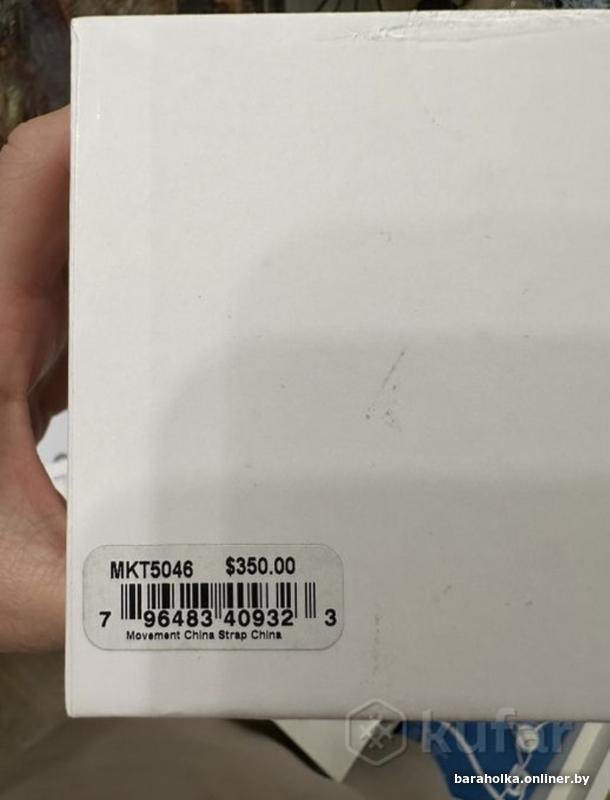 MKT5046 $350.00
7 96483 40932 3
Movement China Strap China
kufar
baraholka.onliner.by